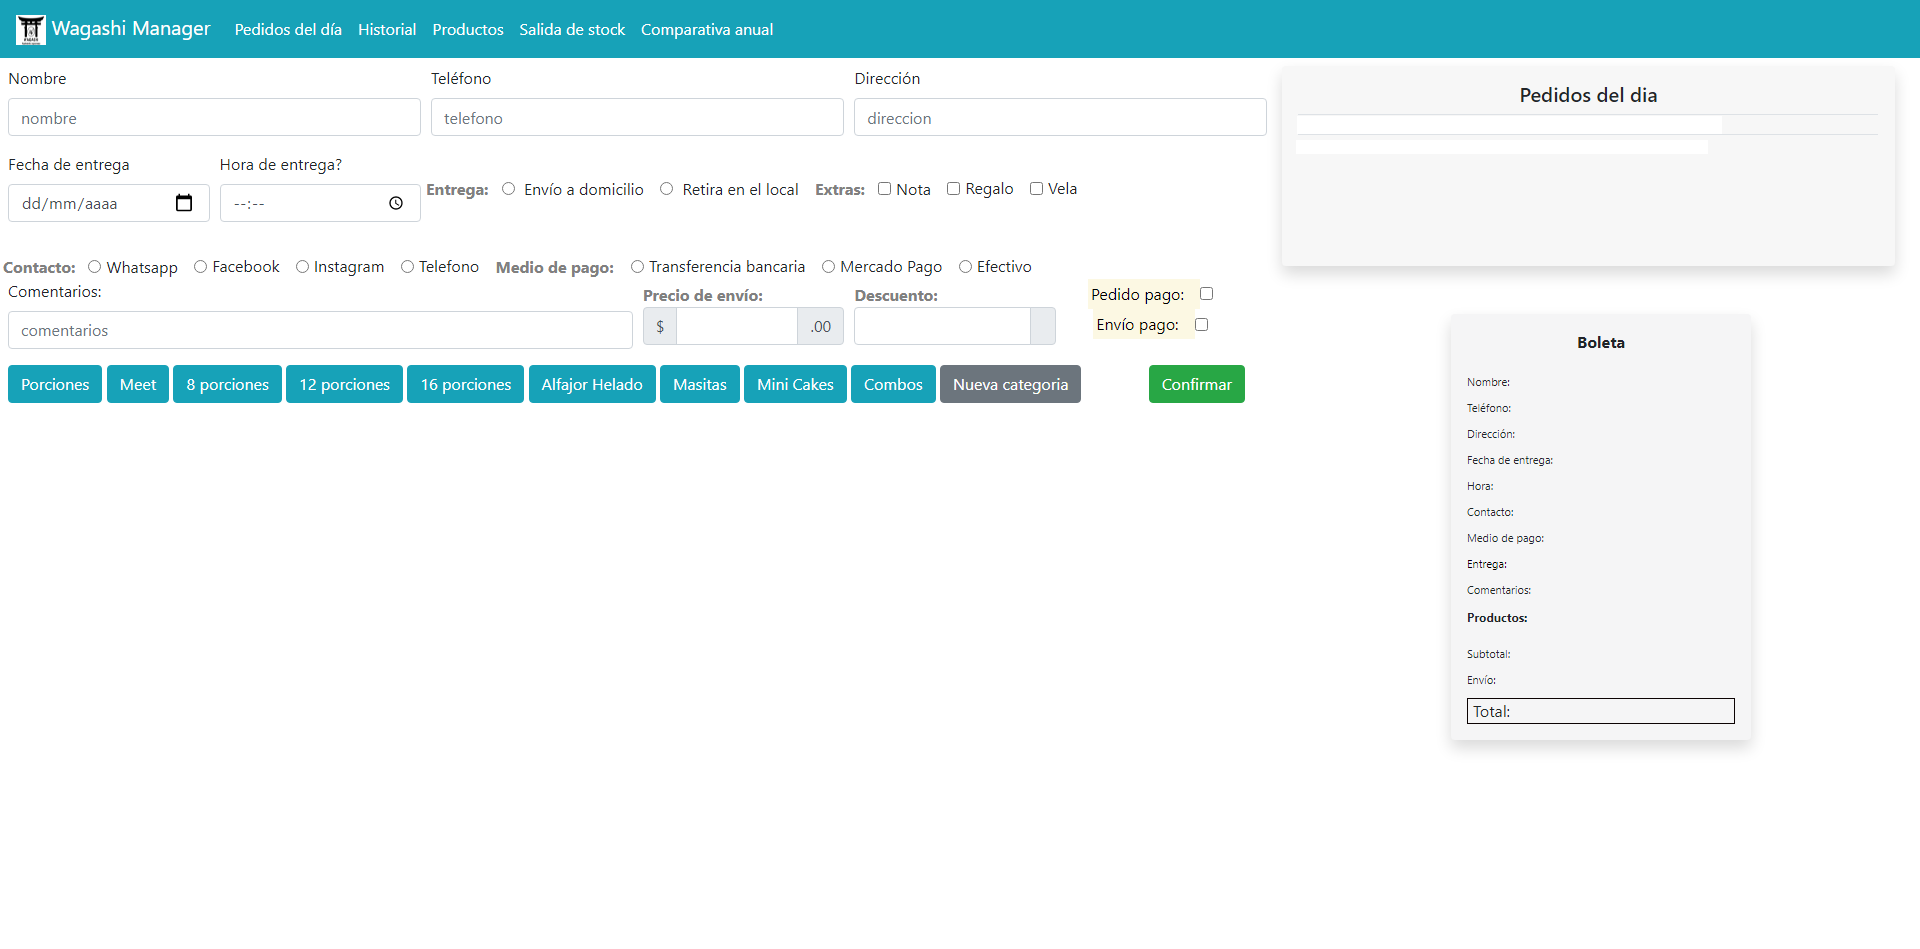 Wagashi Manager Pedidos del día Historial Productos Salida de stock Comparativa anual
Nombre Teléfono Dirección
nombre telefono direccion
Fecha de entrega Hora de entrega?
dd/mm/aaaa --:-- Entrega: Envío a domicilio Retira en el local Extras: Nota Regalo Vela
Contacto: Whatsapp Facebook Instagram Telefono Medio de pago: Transferencia bancaria Mercado Pago Efectivo
Comentarios: Precio de envío: Descuento: Pedido pago:
comentarios $ .00 Envío pago:
Porciones Meet 8 porciones 12 porciones 16 porciones Alfajor Helado Masitas Mini Cakes Combos Nueva categoria Confirmar
Pedidos del dia
Boleta
Nombre:
Teléfono:
Dirección:
Fecha de entrega:
Hora:
Contacto:
Medio de pago:
Entrega:
Comentarios:
Productos:
Subtotal:
Envío:
Total: